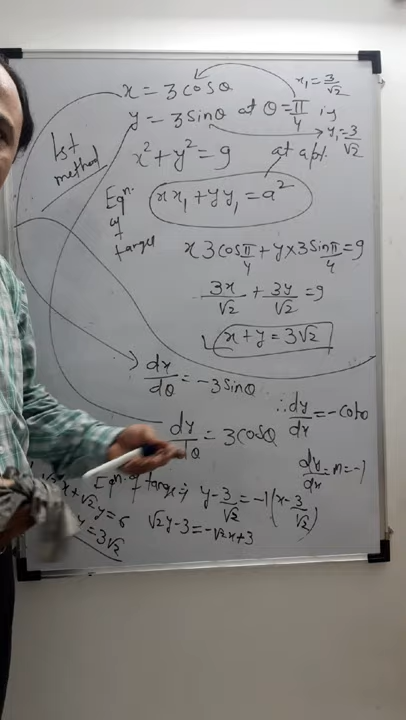 x = 3cosθ
x₁ = 3/√2
y = 3sinθ at θ = π/4 is
y₁ = 3/√2
Ist method
x² + y² = 9
at a pt.
Eqⁿ. of
xx₁ + yy₁ = a²
x 3cos π/4 + y × 3sin π/4 = 9
3x/√2 + 3y/√2 = 9
x + y = 3√2
dx/dθ = -3sinθ
dy/dθ = 3cosθ
∴ dy/dx = -cotθ
dy/dx = m = -1
Eqⁿ. of
y - 3/√2 = -1(x - 3/√2)
√2y - 3 = -√2x + 3
√2x + √2y = 6
y = 3√2